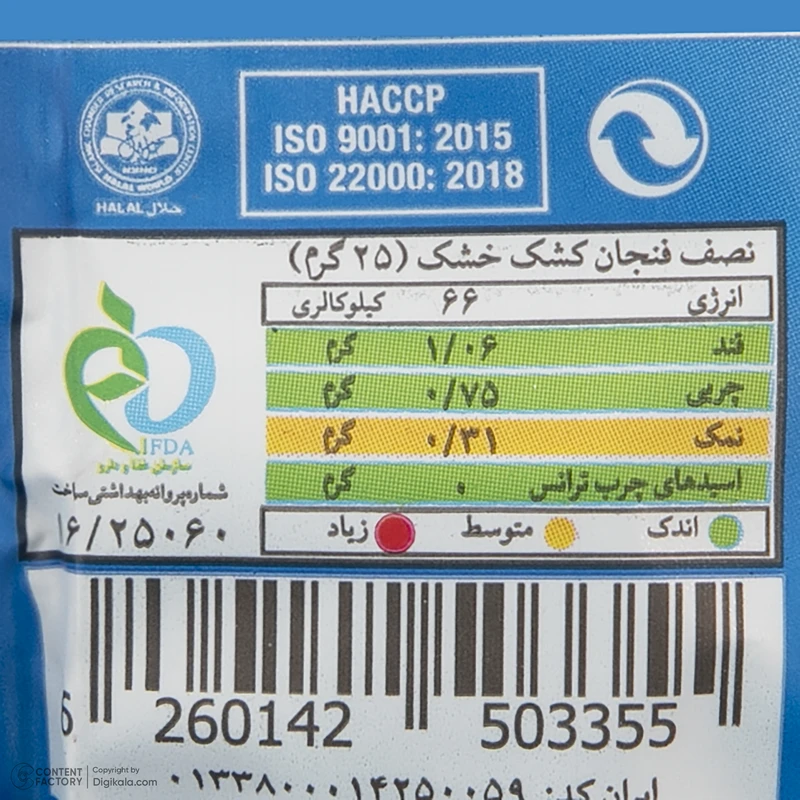 HACCP
ISO 9001: 2015
ISO 22000: 2018
HALAL حلال
نصف فنجان کشک خشک (۲۵ گرم)
انرژی ۶۶ کیلوکالری
قند ۱/۰۶ گرم
چربی ۰/۷۵ گرم
نمک ۰/۳۱ گرم
اسیدهای چرب ترانس ۰ گرم
اندک متوسط زیاد
IFDA
سازمان غذا و دارو
شماره پروانه بهداشتی ساخت
۱۶/۲۵۰۶۰
6 260142 503355
ایران کد: ۰۱۳۳۸۰۰۰۱۴۲۵۰۰۵۹
CONTENT FACTORY
Copyright by
Digikala.com